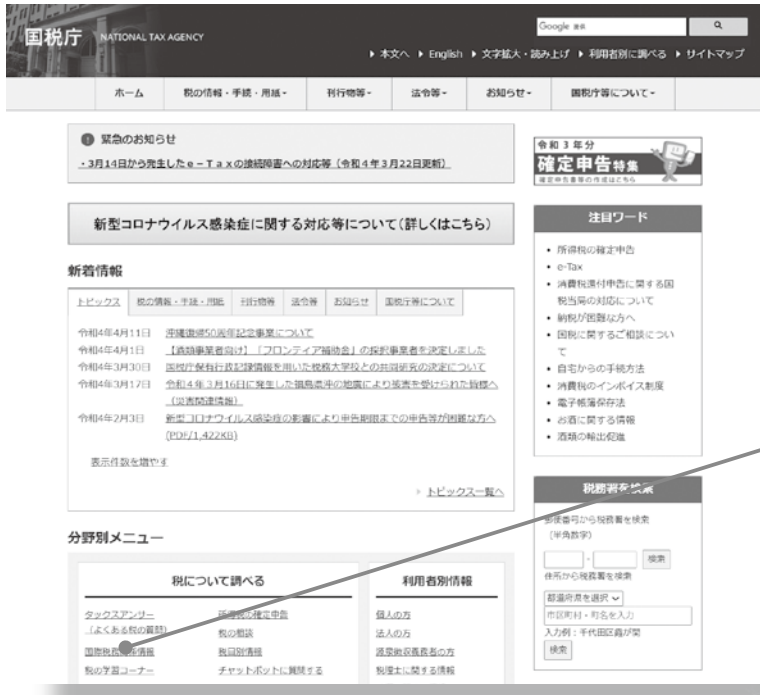 国税庁 NATIONAL TAX AGENCY
Google 検索
本文へ English 文字拡大・読み上げ 利用者別に調べる サイトマップ
ホーム 税の情報・手続・用紙 刊行物等 法令等 お知らせ 国税庁等について
緊急のお知らせ
・3月14日から発生したe－Taxの接続障害への対応等（令和4年3月22日更新）
新型コロナウイルス感染症に関する対応等について（詳しくはこちら）
新着情報
トピックス 税の情報・手続・用紙 刊行物等 法令等 お知らせ 国税庁等について
令和4年4月11日 沖縄復帰50周年記念事業について
令和4年4月1日 【酒類事業者向け】「フロンティア補助金」の採択事業者を決定しました
令和4年3月30日 国税庁保有行政記録情報を用いた税務大学校との共同研究の決定について
令和4年3月17日 令和4年3月16日に発生した福島県沖の地震により被害を受けられた皆様へ
（災害関連情報）
令和4年2月3日 新型コロナウイルス感染症の影響により申告期限までの申告等が困難な方へ
(PDF/1,422KB)
表示件数を増やす
トピックス一覧へ
分野別メニュー
税について調べる
タックスアンサー 所得税の確定申告
（よくある税の質問） 税の相談
国際税務関係情報 税目別情報
税の学習コーナー チャットボットに質問する
利用者別情報
個人の方
法人の方
源泉徴収義務者の方
税理士に関する情報
令和3年分
確定申告特集
確定申告書等の作成はこちら
注目ワード
・所得税の確定申告
・e-Tax
・消費税還付申告に関する国
税当局の対応について
・納税が困難な方へ
・国税に関するご相談につい
て
・自宅からの手続方法
・消費税のインボイス制度
・電子帳簿保存法
・お酒に関する情報
・酒類の輸出促進
税務署を検索
郵便番号から税務署を検索
（半角数字）
- 検索
住所から税務署を検索
都道府県を選択
市区町村・町名を入力
入力例：千代田区霞が関
検索